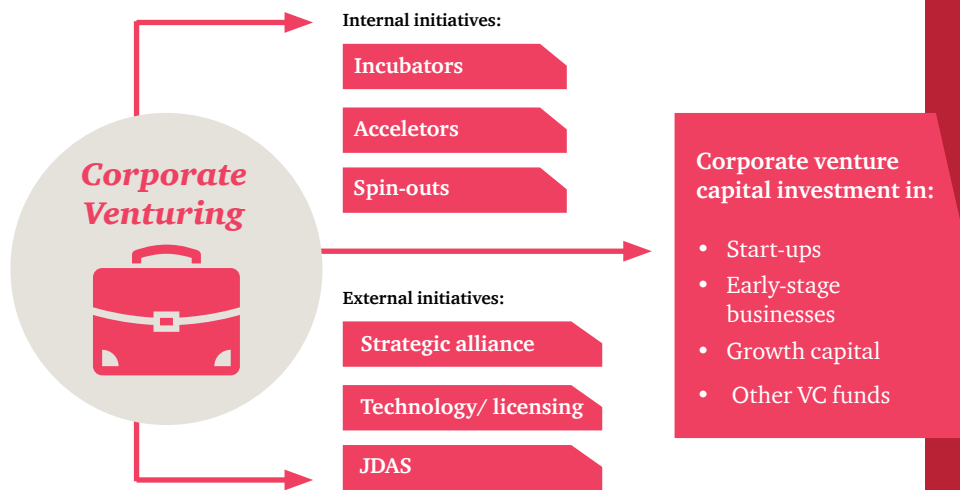 Corporate
Venturing
Internal initiatives:
Incubators
Acceletors
Spin-outs
External initiatives:
Strategic alliance
Technology/ licensing
JDAS
Corporate venture
capital investment in:
• Start-ups
• Early-stage
businesses
• Growth capital
• Other VC funds